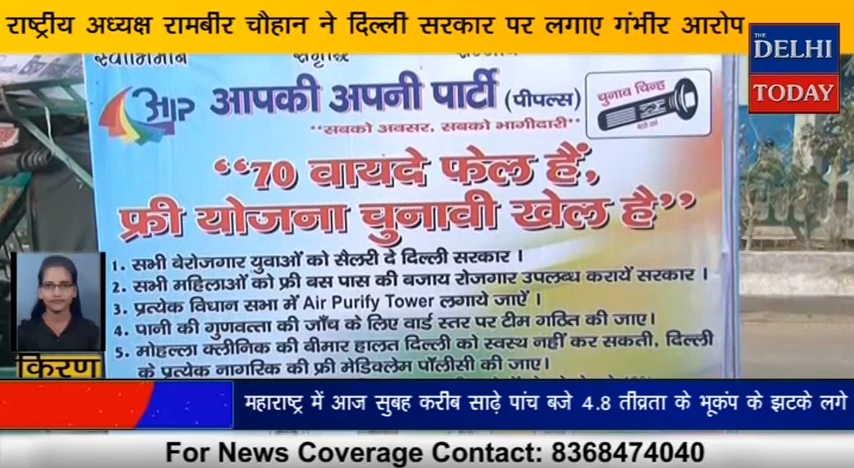 राष्ट्रीय अध्यक्ष रामबीर चौहान ने दिल्ली सरकार पर लगाए गंभीर आरोप
THE
DELHI
TODAY
स्वाभिमान
आप
आपकी अपनी पार्टी (पीपल्स)
"सबको अवसर, सबको भागीदारी"
चुनाव चिन्ह
"70 वायदे फेल हैं,
फ्री योजना चुनावी खेल है"
1. सभी बेरोजगार युवाओं को सैलरी दे दिल्ली सरकार ।
2. सभी महिलाओं को फ्री बस पास की बजाय रोजगार उपलब्ध करायें सरकार ।
3. प्रत्येक विधान सभा में Air Purify Tower लगाये जाऐं ।
4. पानी की गुणवत्ता की जाँच के लिए वार्ड स्तर पर टीम गठित की जाए।
5. मोहल्ला क्लीनिक की बीमार हालत दिल्ली को स्वस्थ नहीं कर सकती, दिल्ली
के प्रत्येक नागरिक की फ्री मेडिक्लेम पॉलीसी की जाए।
किरण
महाराष्ट्र में आज सुबह करीब साढ़े पांच बजे 4.8 तीव्रता के भूकंप के झटके लगे
For News Coverage Contact: 8368474040